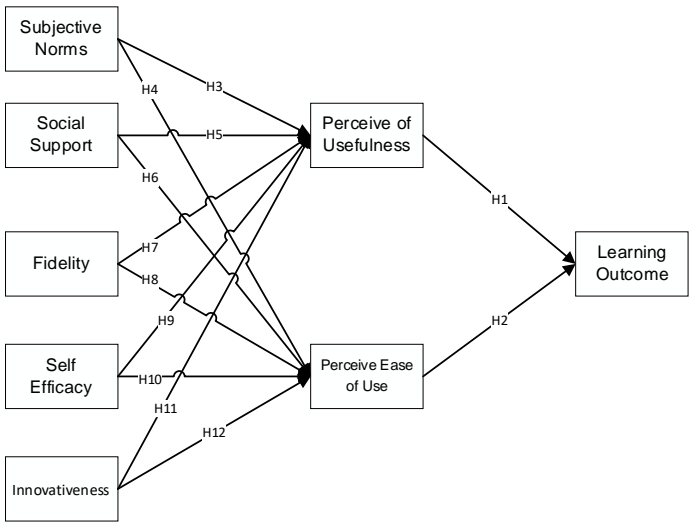 Subjective
Norms
H3
H4
Social
Support
H5
Perceive of
Usefulness
H6
H1
H7
Fidelity
Learning
Outcome
H8
H9
H2
Self
Efficacy
H10
Perceive Ease
of Use
H11
H12
Innovativeness